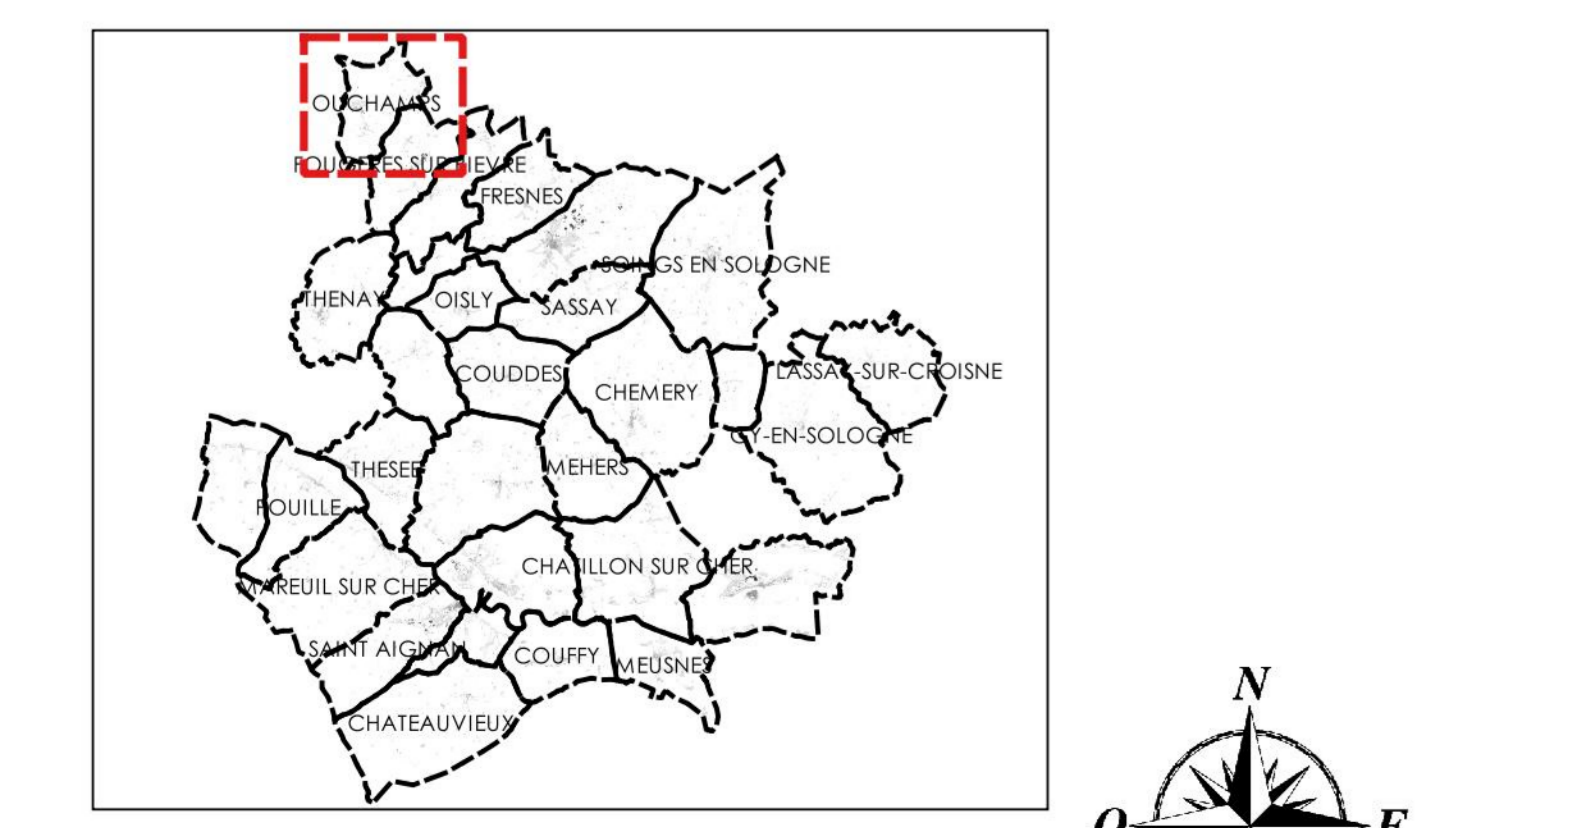 OUCHAMPS
FOUGERES SUR BIEVRE
FRESNES
SOINGS EN SOLOGNE
THENAY
OISLY
SASSAY
COUDDES
CHEMERY
LASSAY-SUR-CROISNE
GY-EN-SOLOGNE
THESEE
MEHERS
POUILLE
CHATILLON SUR CHER
MAREUIL SUR CHER
SAINT AIGNAN
COUFFY
MEUSNES
CHATEAUVIEUX
N
O
E